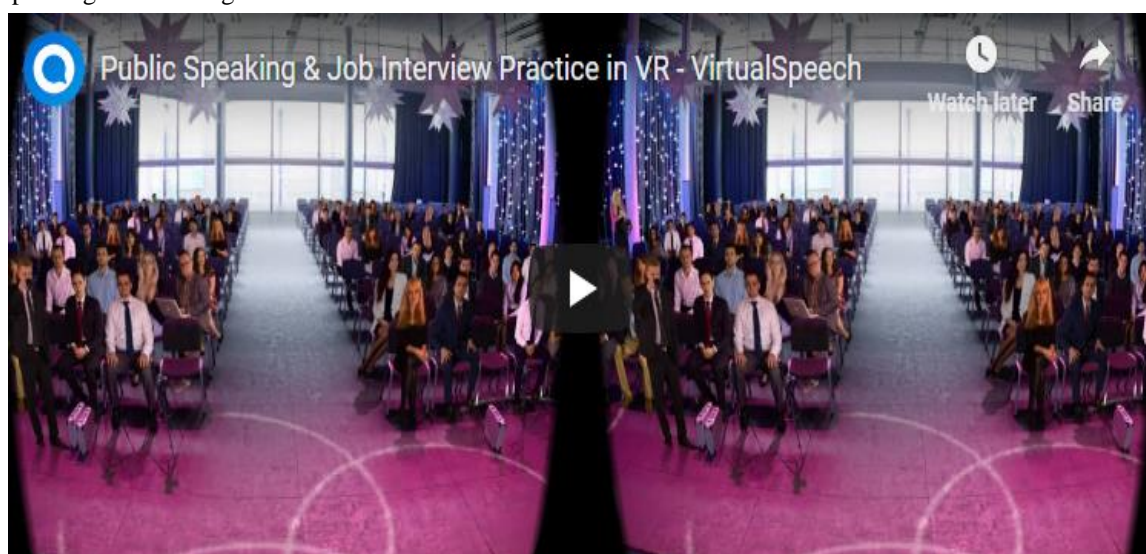 Public Speaking & Job Interview Practice in VR - VirtualSpeech
Watch later
Share